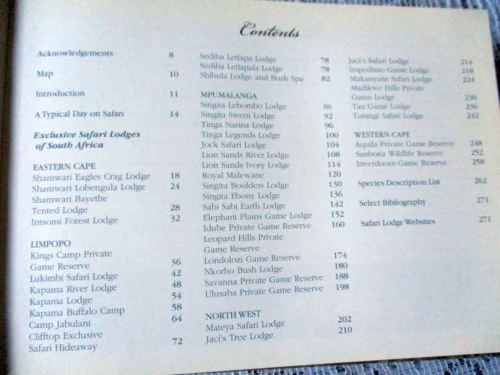 Contents
Acknowledgements 8
Map 10
Introduction 11
A Typical Day on Safari 14
Exclusive Safari Lodges
of South Africa
EASTERN CAPE
Shamwari Eagles Crag Lodge 18
Shamwari Lobengula Lodge 24
Shamwari Bayethe
Tented Lodge 28
Intsomi Forest Lodge 32
LIMPOPO
Kings Camp Private
Game Reserve 36
Lukimbi Safari Lodge 42
Kapama River Lodge 48
Kapama Lodge 54
Kapama Buffalo Camp 58
Camp Jabulani 64
Clifftop Exclusive
Safari Hideaway 72
Sediba Letlapa Lodge 78
Sediba Letlapala Lodge 78
Shibula Lodge and Bush Spa 82
MPUMALANGA
Singita Lebombo Lodge 86
Singita Sweni Lodge 92
Tinga Narina Lodge 96
Tinga Legends Lodge 100
Jock Safari Lodge 104
Lion Sands River Lodge 108
Lion Sands Ivory Lodge 114
Royal Malewane 120
Singita Boulders Lodge 130
Singita Ebony Lodge 136
Sabi Sabi Earth Lodge 142
Elephant Plains Game Lodge 152
Idube Private Game Reserve 160
Leopard Hills Private
Game Reserve
Londolozi Game Reserve 174
Nkorho Bush Lodge 180
Savanna Private Game Reserve 188
Ulusaba Private Game Reserve 198
NORTH WEST
Mateya Safari Lodge 202
Jaci's Tree Lodge 210
Jaci's Safari Lodge 214
Impodimo Game Lodge 218
Makanyane Safari Lodge 224
Madikwe Hills Private
Game Lodge 230
Tau Game Lodge 236
Tuningi Safari Lodge 242
WESTERN CAPE
Aquila Private Game Reserve 248
Sanbona Wildlife Reserve 252
Inverdoorn Game Reserve 258
Species Description List 262
Select Bibliography 271
Safari Lodge Websites 271